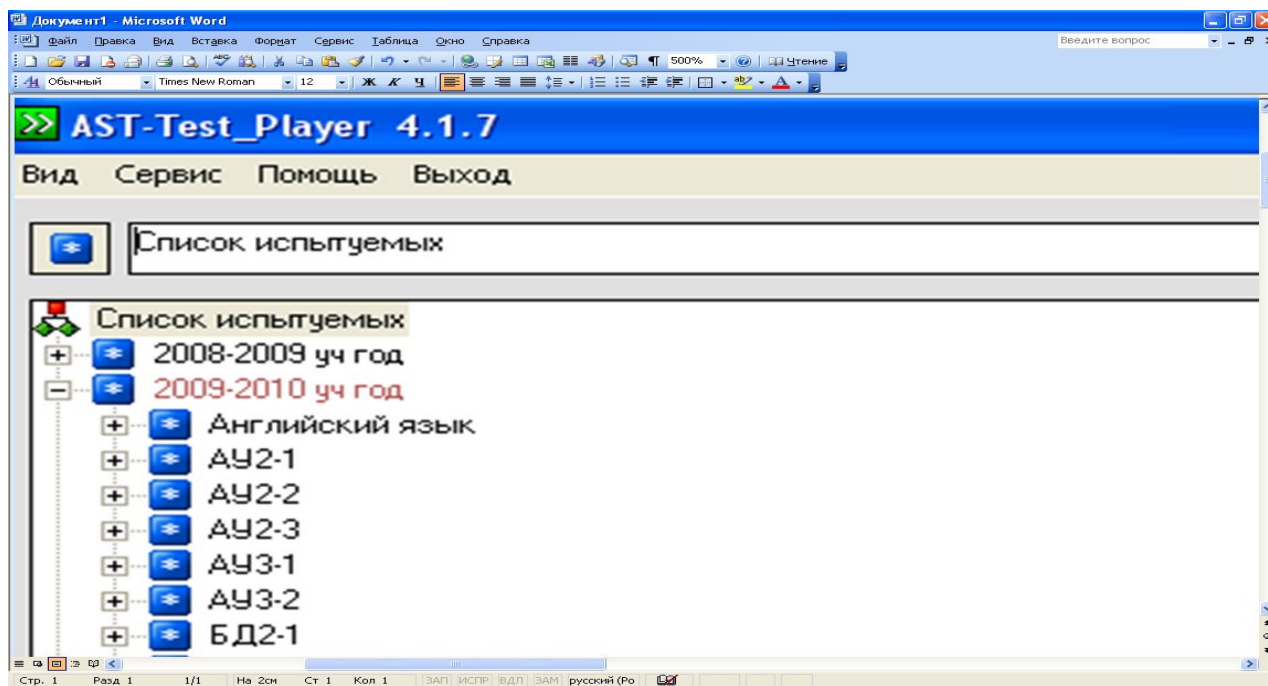 Документ1 - Microsoft Word
Файл Правка Вид Вставка Формат Сервис Таблица Окно Справка Введите вопрос
500% Чтение
Обычный Times New Roman 12 Ж К Ч
AST-Test_Player 4.1.7
Вид Сервис Помощь Выход
Список испытуемых
Список испытуемых
2008-2009 уч год
2009-2010 уч год
Английский язык
АУ2-1
АУ2-2
АУ2-3
АУ3-1
АУ3-2
БД2-1
Стр. 1 Разд 1 1/1 На 2см Ст 1 Кол 1 ЗАП ИСПР ВДЛ ЗАМ русский (Ро